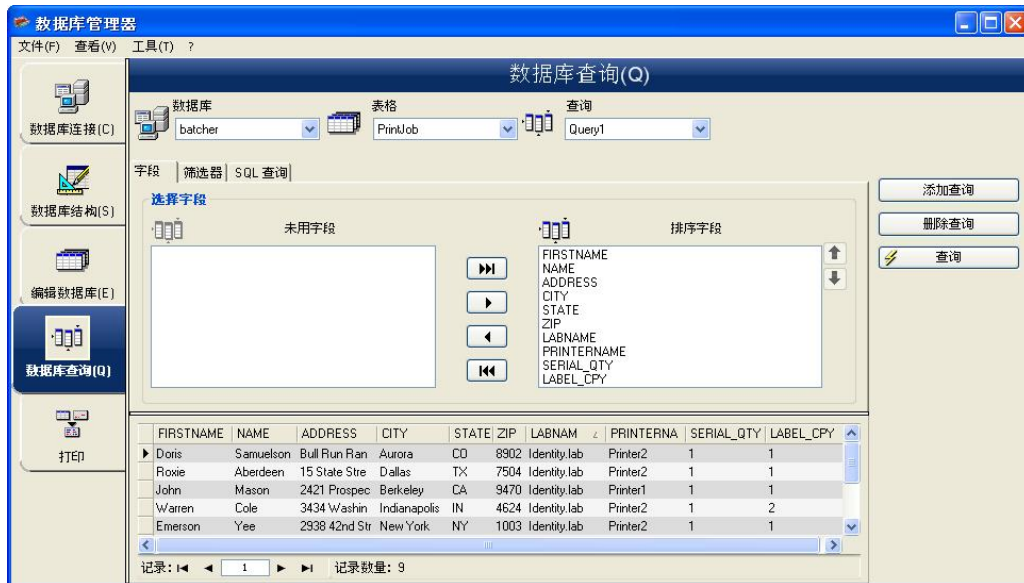 数据库管理器
文件(F) 查看(V) 工具(T) ?
数据库查询(Q)
数据库连接(C)
数据库结构(S)
编辑数据库(E)
数据库查询(Q)
打印
数据库 表格 查询
batcher PrintJob Query1
字段 筛选器 SQL 查询
选择字段
未用字段 排序字段
FIRSTNAME
NAME
ADDRESS
CITY
STATE
ZIP
LABNAME
PRINTERNAME
SERIAL_QTY
LABEL_CPY
添加查询
删除查询
查询
FIRSTNAME NAME ADDRESS CITY STATE ZIP LABNAM PRINTERNA SERIAL_QTY LABEL_CPY
Doris Samuelson Bull Run Ran Aurora CO 8902 Identity.lab Printer2 1 1
Roxie Aberdeen 15 State Stre Dallas TX 7504 Identity.lab Printer2 1 1
John Mason 2421 Prospec Berkeley CA 9470 Identity.lab Printer1 1 1
Warren Cole 3434 Washin Indianapolis IN 4624 Identity.lab Printer2 1 2
Emerson Yee 2938 42nd Str New York NY 1003 Identity.lab Printer2 1 1
记录: 1 记录数量: 9